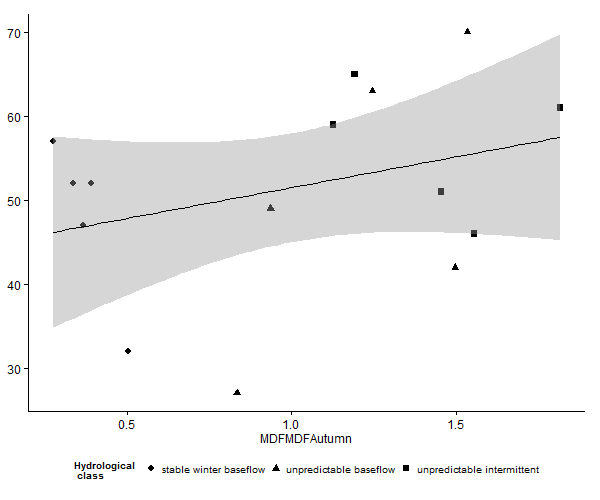 70
60
50
40
30
0.5 1.0 1.5
MDFMDFAutumn
Hydrological
class
stable winter baseflow unpredictable baseflow unpredictable intermittent